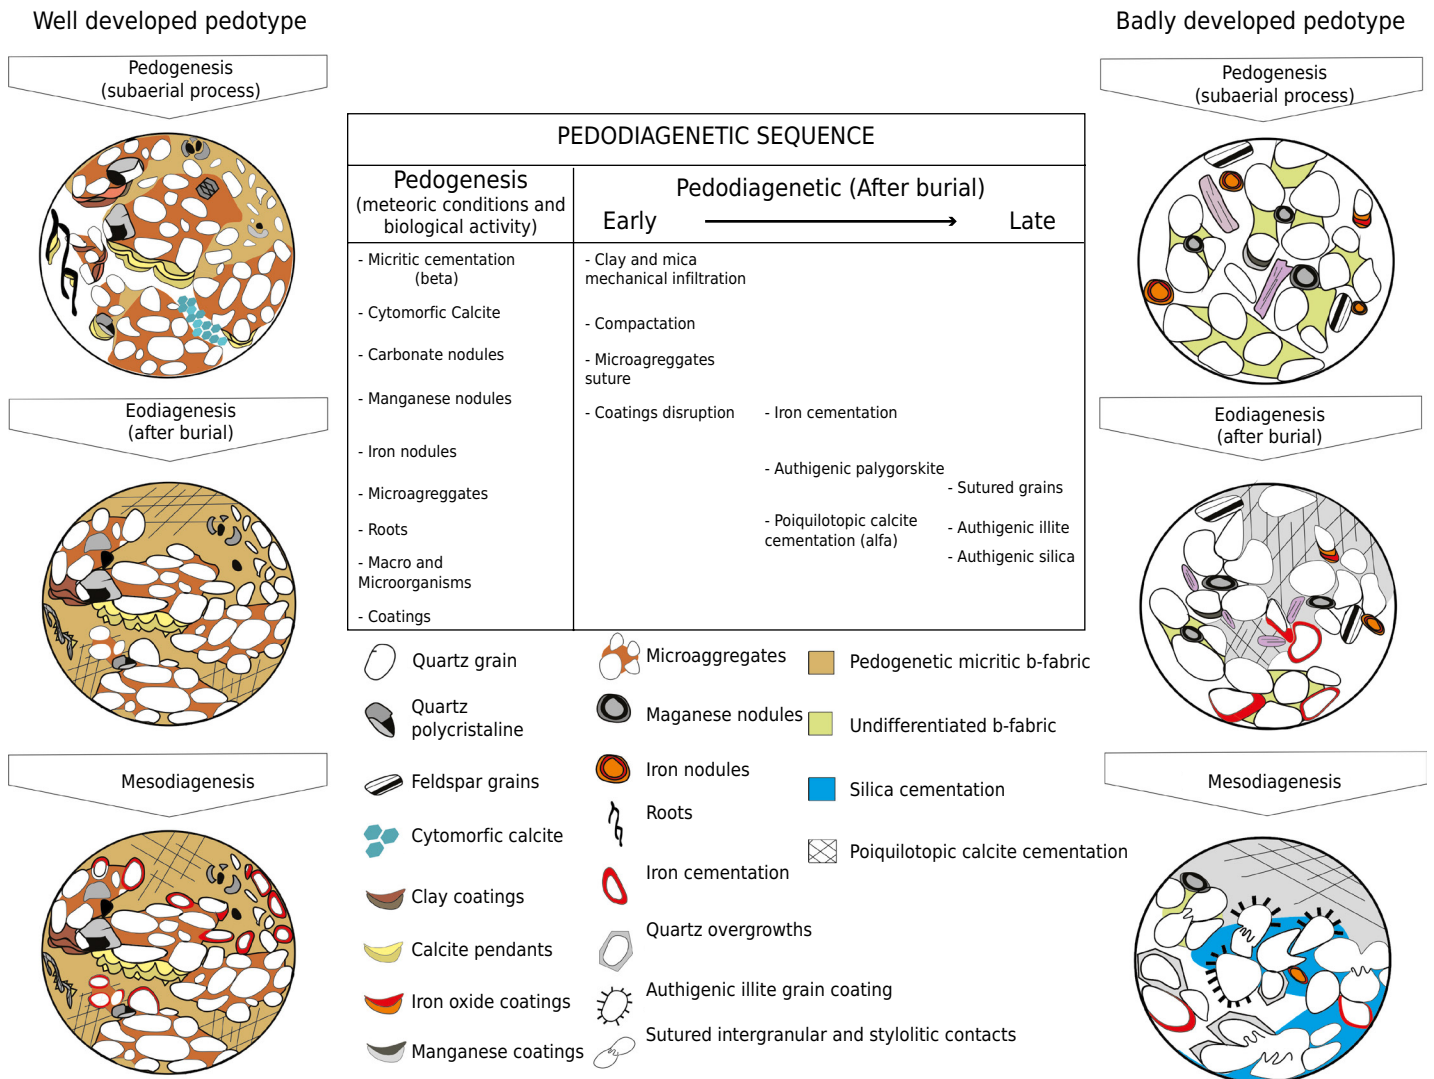 Well developed pedotype
Pedogenesis
(subaerial process)
Eodiagenesis
(after burial)
Mesodiagenesis
PEDODIAGENETIC SEQUENCE
Pedogenesis
(meteoric conditions and
biological activity)
Pedodiagenetic (After burial)
Early
Late
- Micritic cementation
(beta)
- Cytomorfic Calcite
- Carbonate nodules
- Manganese nodules
- Iron nodules
- Microagreggates
- Roots
- Macro and
Microorganisms
- Coatings
- Clay and mica
mechanical infiltration
- Compactation
- Microagreggates
suture
- Coatings disruption
- Iron cementation
- Authigenic palygorskite
- Poiquilotopic calcite
cementation (alfa)
- Sutured grains
- Authigenic illite
- Authigenic silica
Quartz grain
Quartz
polycristaline
Feldspar grains
Cytomorfic calcite
Clay coatings
Calcite pendants
Iron oxide coatings
Manganese coatings
Microaggregates
Maganese nodules
Iron nodules
Roots
Iron cementation
Quartz overgrowths
Authigenic illite grain coating
Sutured intergranular and stylolitic contacts
Pedogenetic micritic b-fabric
Undifferentiated b-fabric
Silica cementation
Poiquilotopic calcite cementation
Badly developed pedotype
Pedogenesis
(subaerial process)
Eodiagenesis
(after burial)
Mesodiagenesis